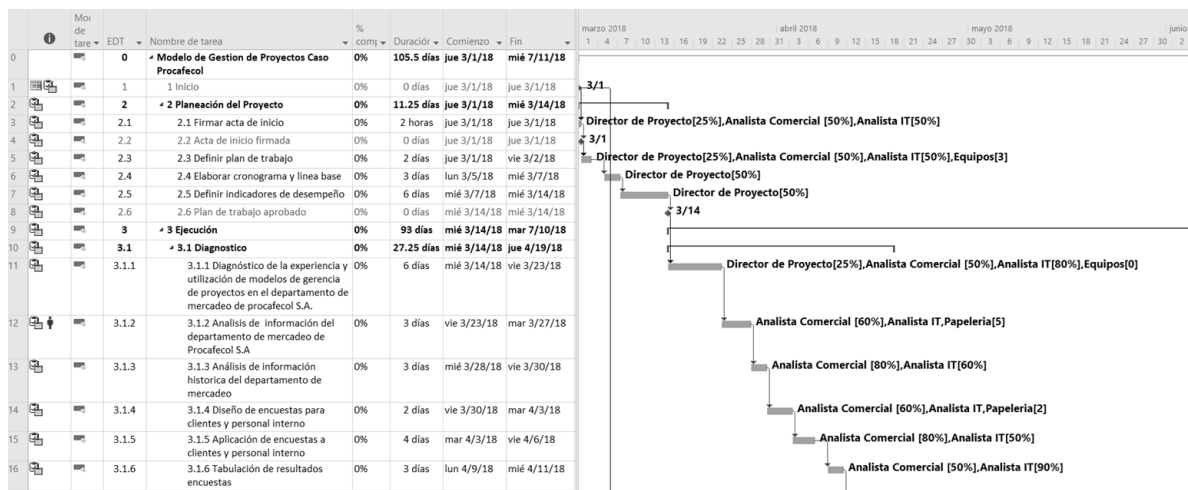 Mod de tare
EDT
Nombre de tarea
% comp
Duración
Comienzo
Fin
marzo 2018
abril 2018
mayo 2018
junio
1 4 7 10 13 16 19 22 25 28 31 3 6 9 12 15 18 21 24 27 30 3 6 9 12 15 18 21 24 27 30 2
0 0 Modelo de Gestion de Proyectos Caso 0% 105.5 días jue 3/1/18 mié 7/11/18
Procafecol
1 1 1 Inicio 0% 0 días jue 3/1/18 jue 3/1/18 3/1
2 2 2 Planeación del Proyecto 0% 11.25 días jue 3/1/18 mié 3/14/18
3 2.1 2.1 Firmar acta de inicio 0% 2 horas jue 3/1/18 jue 3/1/18 Director de Proyecto[25%],Analista Comercial [50%],Analista IT[50%]
4 2.2 2.2 Acta de inicio firmada 0% 0 días jue 3/1/18 jue 3/1/18 3/1
5 2.3 2.3 Definir plan de trabajo 0% 2 días jue 3/1/18 vie 3/2/18 Director de Proyecto[25%],Analista Comercial [50%],Analista IT[50%],Equipos[3]
6 2.4 2.4 Elaborar cronograma y linea base 0% 3 días lun 3/5/18 mié 3/7/18 Director de Proyecto[50%]
7 2.5 2.5 Definir indicadores de desempeño 0% 6 días mié 3/7/18 mié 3/14/18 Director de Proyecto[50%]
8 2.6 2.6 Plan de trabajo aprobado 0% 0 días mié 3/14/18 mié 3/14/18 3/14
9 3 3 Ejecución 0% 93 días mié 3/14/18 mar 7/10/18
10 3.1 3.1 Diagnostico 0% 27.25 días mié 3/14/18 jue 4/19/18
11 3.1.1 3.1.1 Diagnóstico de la experiencia y 0% 6 días mié 3/14/18 vie 3/23/18 Director de Proyecto[25%],Analista Comercial [50%],Analista IT[80%],Equipos[0]
utilización de modelos de gerencia
de proyectos en el departamento de
mercadeo de procafecol S.A.
12 3.1.2 3.1.2 Analisis de información del 0% 3 días vie 3/23/18 mar 3/27/18 Analista Comercial [60%],Analista IT,Papeleria[5]
departamento de mercadeo de
Procafecol S.A
13 3.1.3 3.1.3 Análisis de información 0% 3 días mié 3/28/18 vie 3/30/18 Analista Comercial [80%],Analista IT[60%]
historica del departamento de
mercadeo
14 3.1.4 3.1.4 Diseño de encuestas para 0% 2 días vie 3/30/18 mar 4/3/18 Analista Comercial [60%],Analista IT,Papeleria[2]
clientes y personal interno
15 3.1.5 3.1.5 Aplicación de encuestas a 0% 4 días mar 4/3/18 vie 4/6/18 Analista Comercial [80%],Analista IT[50%]
clientes y personal interno
16 3.1.6 3.1.6 Tabulación de resultados 0% 3 días lun 4/9/18 mié 4/11/18 Analista Comercial [50%],Analista IT[90%]
encuestas